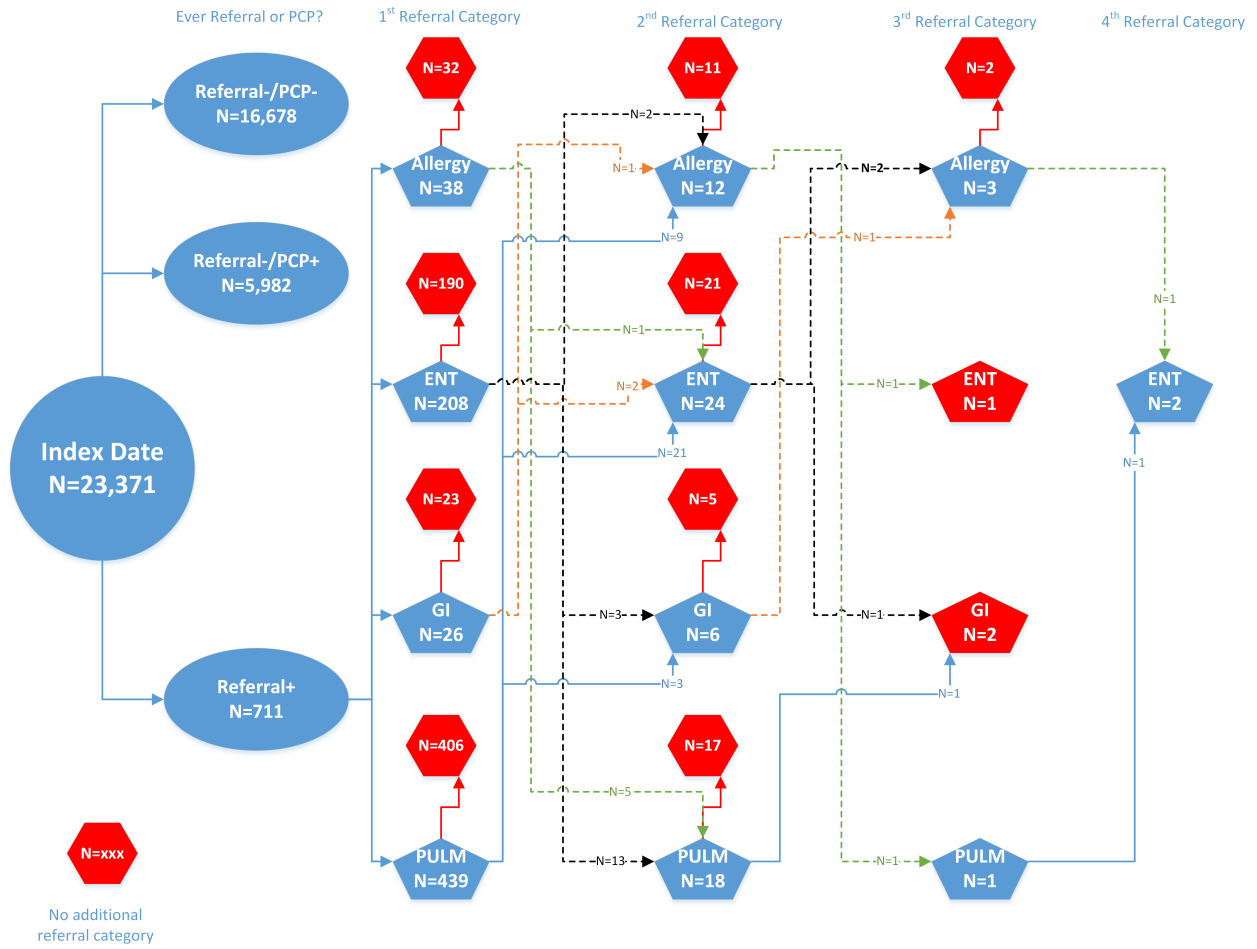 Ever Referral or PCP?
1st Referral Category
2nd Referral Category
3rd Referral Category
4th Referral Category
N=32
N=11
N=2
Referral-/PCP-
N=16,678
N=2
Allergy
N=38
N=1
Allergy
N=12
N=2
Allergy
N=3
N=9
N=1
Referral-/PCP+
N=5,982
N=190
N=21
N=1
N=1
ENT
N=208
N=2
ENT
N=24
N=1
ENT
N=1
ENT
N=2
Index Date
N=23,371
N=21
N=1
N=23
N=5
GI
N=26
N=3
GI
N=6
N=1
GI
N=2
Referral+
N=711
N=3
N=1
N=406
N=17
N=5
PULM
N=439
N=13
PULM
N=18
N=1
PULM
N=1
N=xxx
No additional
referral category